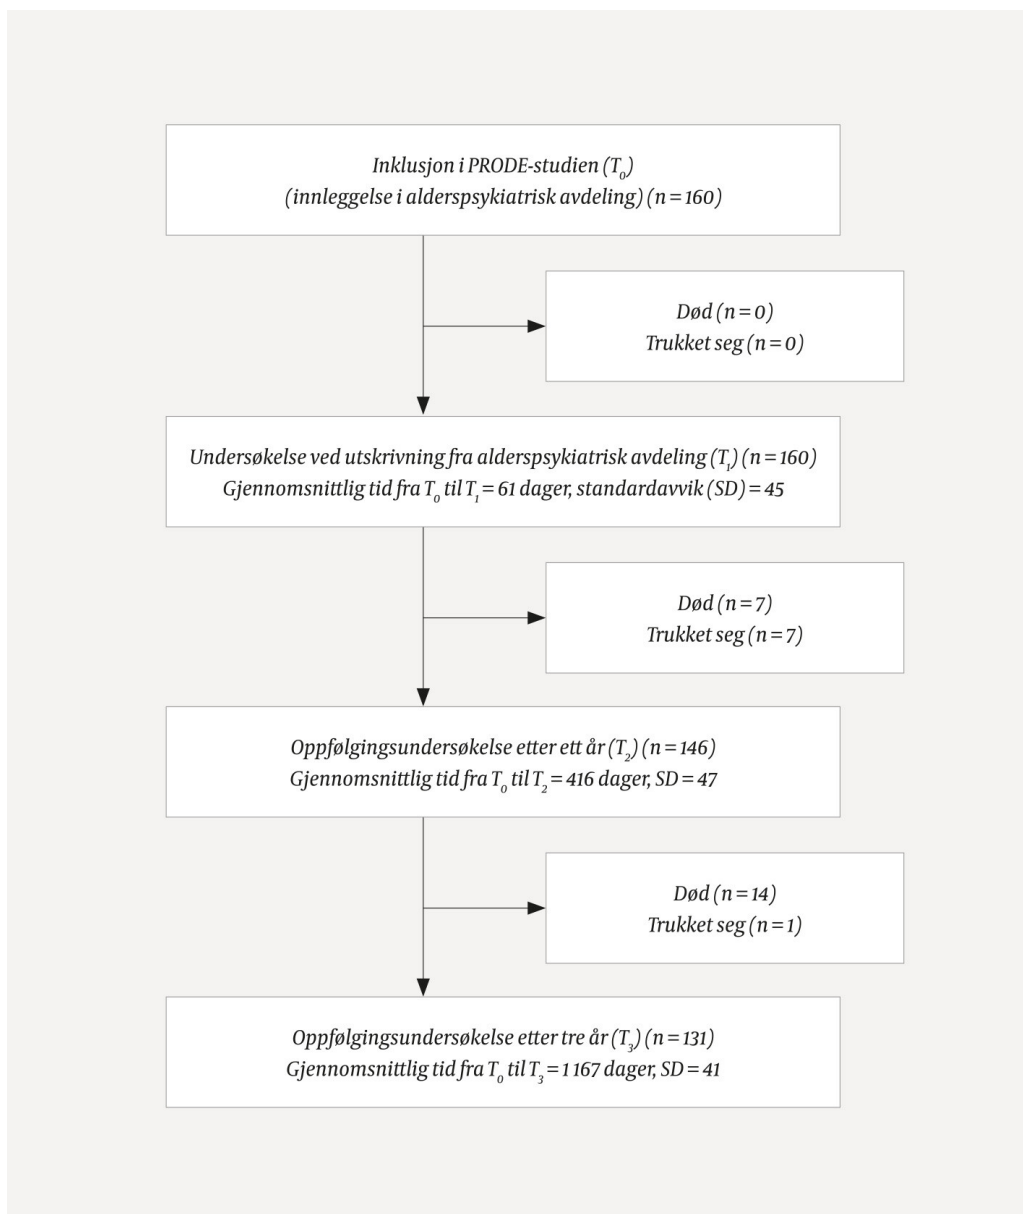 Inklusjon i PRODE-studien (T₀)
(innleggelse i alderspsykiatrisk avdeling) (n = 160)
Død (n = 0)
Trukket seg (n = 0)
Undersøkelse ved utskrivning fra alderspsykiatrisk avdeling (T₁) (n = 160)
Gjennomsnittlig tid fra T₀ til T₁ = 61 dager, standardavvik (SD) = 45
Død (n = 7)
Trukket seg (n = 7)
Oppfølgingsundersøkelse etter ett år (T₂) (n = 146)
Gjennomsnittlig tid fra T₀ til T₂ = 416 dager, SD = 47
Død (n = 14)
Trukket seg (n = 1)
Oppfølgingsundersøkelse etter tre år (T₃) (n = 131)
Gjennomsnittlig tid fra T₀ til T₃ = 1 167 dager, SD = 41